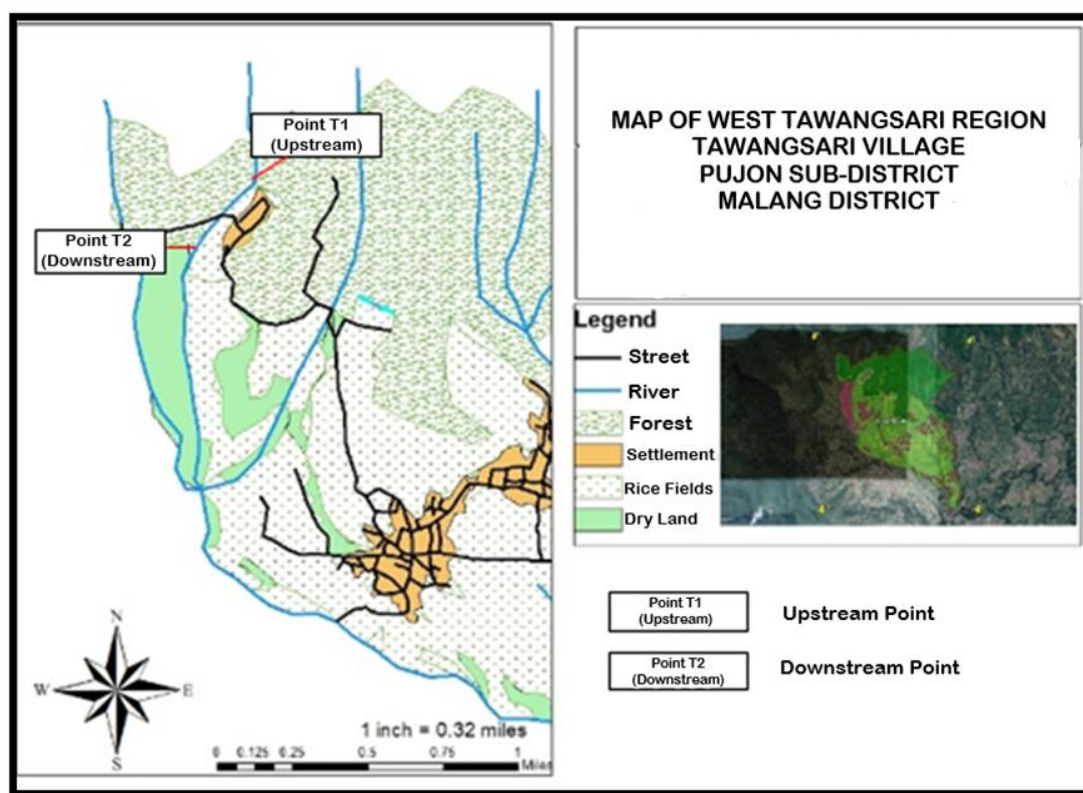 Point T1
(Upstream)
Point T2
(Downstream)
N
W
E
S
1 inch = 0.32 miles
0 0.125 0.25 0.5 0.75 1
Miles
MAP OF WEST TAWANGSARI REGION
TAWANGSARI VILLAGE
PUJON SUB-DISTRICT
MALANG DISTRICT
Legend
Street
River
Forest
Settlement
Rice Fields
Dry Land
Point T1
(Upstream)
Upstream Point
Point T2
(Downstream)
Downstream Point